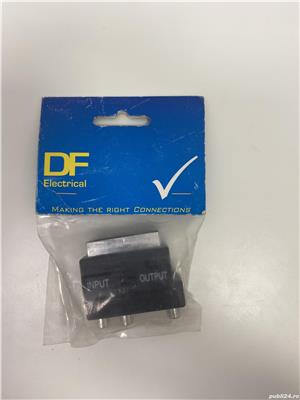 DF
Electrical
MAKING THE RIGHT CONNECTIONS
INPUT
OUTPUT
publi24.ro